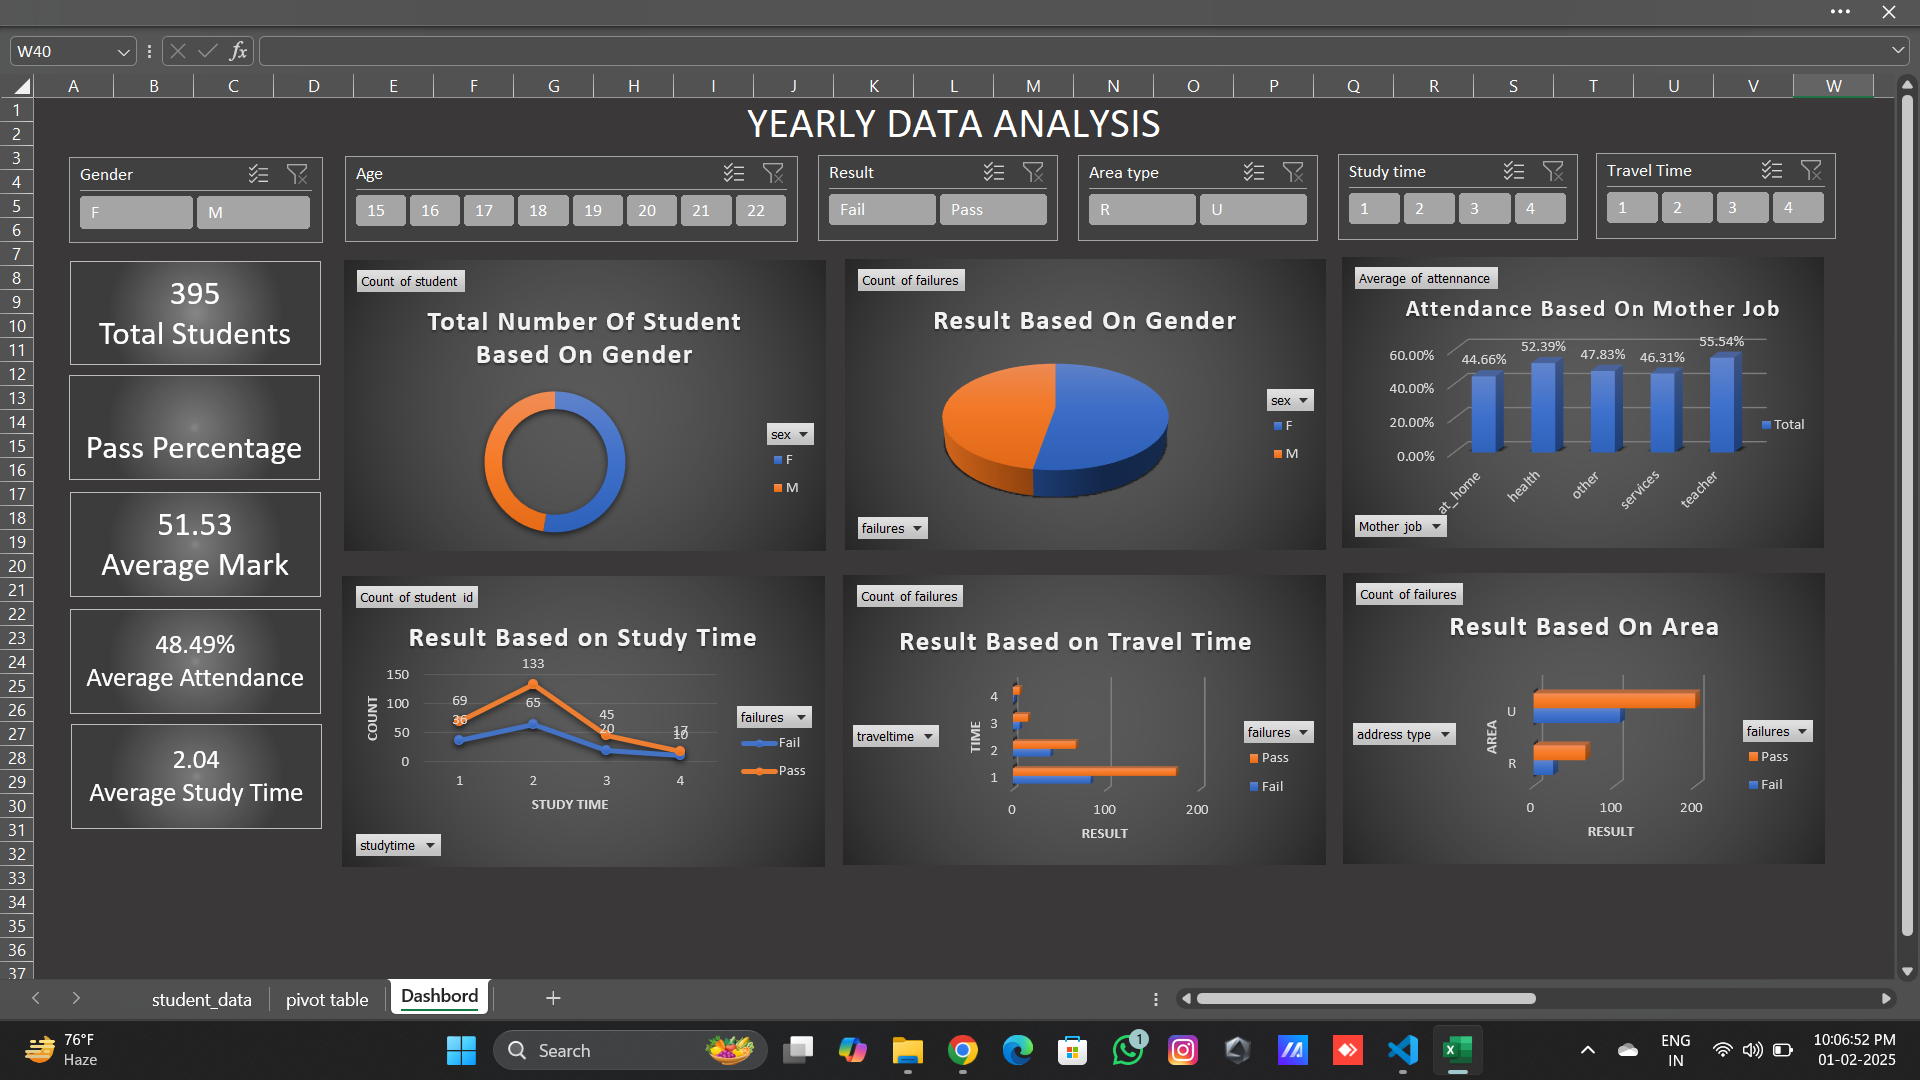 W40
fx
A B C D E F G H I J K L M N O P Q R S T U V W
1
2
3
4
5
6
7
8
9
10
11
12
13
14
15
16
17
18
19
20
21
22
23
24
25
26
27
28
29
30
31
32
33
34
35
36
37
YEARLY DATA ANALYSIS
Gender
F M
Age
15 16 17 18 19 20 21 22
Result
Fail Pass
Area type
R U
Study time
1 2 3 4
Travel Time
1 2 3 4
395
Total Students
Pass Percentage
51.53
Average Mark
48.49%
Average Attendance
2.04
Average Study Time
Count of student
Total Number Of Student
Based On Gender
sex
F
M
Count of failures
Result Based On Gender
sex
F
M
failures
Average of attennance
Attendance Based On Mother Job
60.00%
40.00%
20.00%
0.00%
44.66% 52.39% 47.83% 46.31% 55.54%
at_home health other services teacher
Total
Mother job
Count of student id
Result Based on Study Time
COUNT
150
100
50
0
69 133 45 17
36 65 20 10
1 2 3 4
STUDY TIME
failures
Fail
Pass
studytime
Count of failures
Result Based on Travel Time
traveltime
TIME
4
3
2
1
0 100 200
RESULT
failures
Pass
Fail
Count of failures
Result Based On Area
address type
AREA
U
R
0 100 200
RESULT
failures
Pass
Fail
student_data pivot table Dashbord
76°F
Haze
Search
1
ENG
IN
10:06:52 PM
01-02-2025